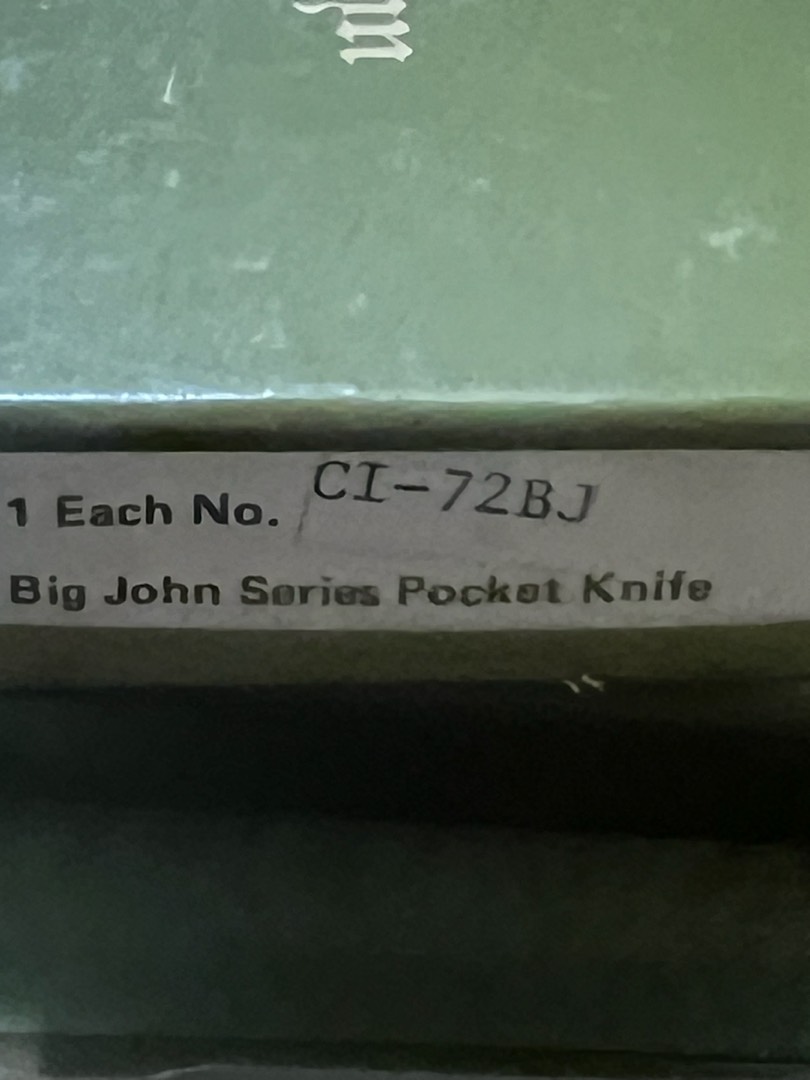 1 Each No. CI-72BJ
Big John Series Pocket Knife